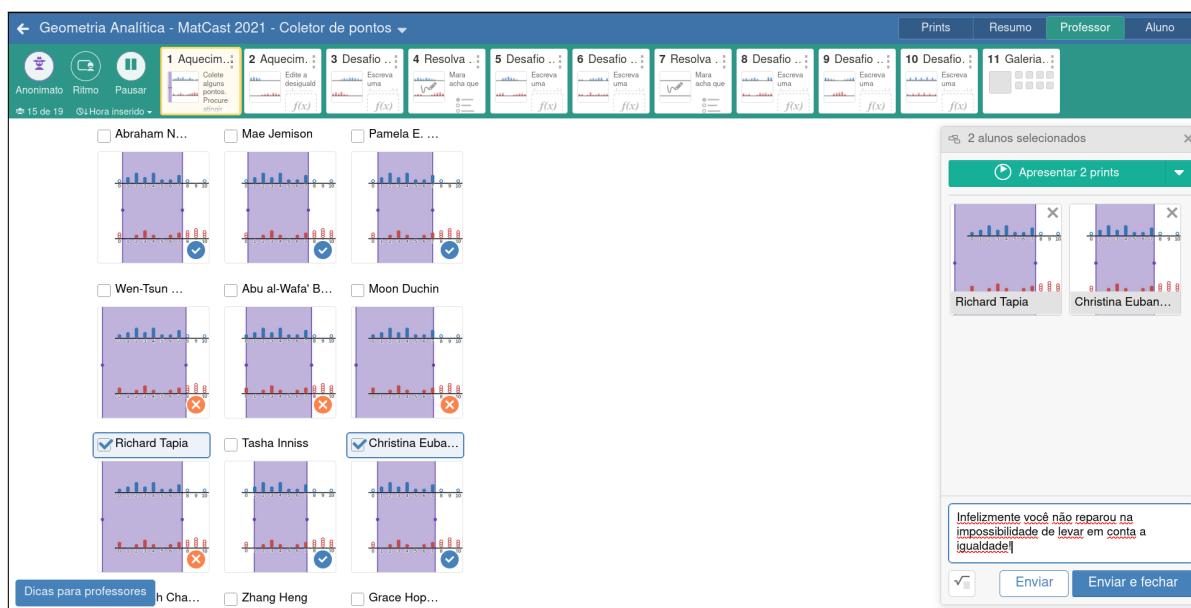 Geometria Analítica - MatCast 2021 - Coletor de pontos
Prints
Resumo
Professor
Aluno
Anonimato
Ritmo
Pausar
15 de 19
Hora inserido
1 Aquecim..
Colete
alguns
pontos.
Procure
atingir
2 Aquecim.
Edite a
desiguald
f(x)
3 Desafio ..
Escreva
uma
f(x)
4 Resolva ..
Mara
acha que
5 Desafio ..
Escreva
uma
f(x)
6 Desafio ..
Escreva
uma
f(x)
7 Resolva .
Mara
acha que
8 Desafio ..
Escreva
uma
f(x)
9 Desafio ..
Escreva
uma
f(x)
10 Desafio.
Escreva
uma
f(x)
11 Galeria..
Abraham N…
Mae Jemison
Pamela E. …
Wen-Tsun …
Abu al-Wafa' B…
Moon Duchin
Richard Tapia
Tasha Inniss
Christina Euba…
Dicas para professores
h Cha…
Zhang Heng
Grace Hop…
2 alunos selecionados
Apresentar 2 prints
Richard Tapia
Christina Euban…
Infelizmente você não reparou na
impossibilidade de levar em conta a
igualdade!
Enviar
Enviar e fechar